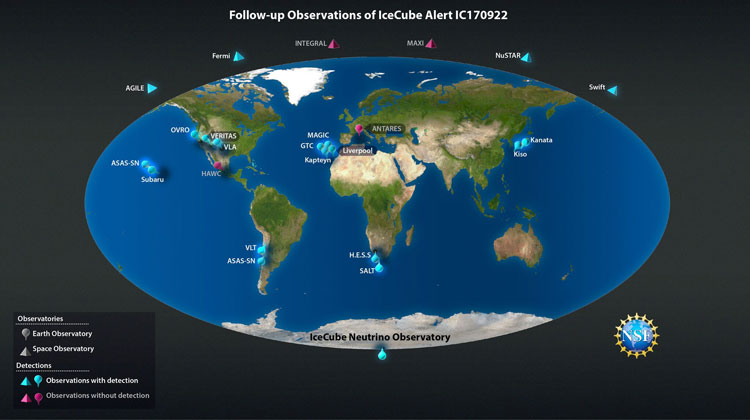 Follow-up Observations of IceCube Alert IC170922
INTEGRAL
MAXI
Fermi
NuSTAR
AGILE
Swift
OVRO
VERITAS
VLA
MAGIC
ANTARES
GTC
Liverpool
Kapteyn
Kanata
Kiso
ASAS-SN
Subaru
HAWC
VLT
ASAS-SN
H.E.S.S
SALT
IceCube Neutrino Observatory
Observatories
Earth Observatory
Space Observatory
Detections
Observations with detection
Observations without detection
NSF